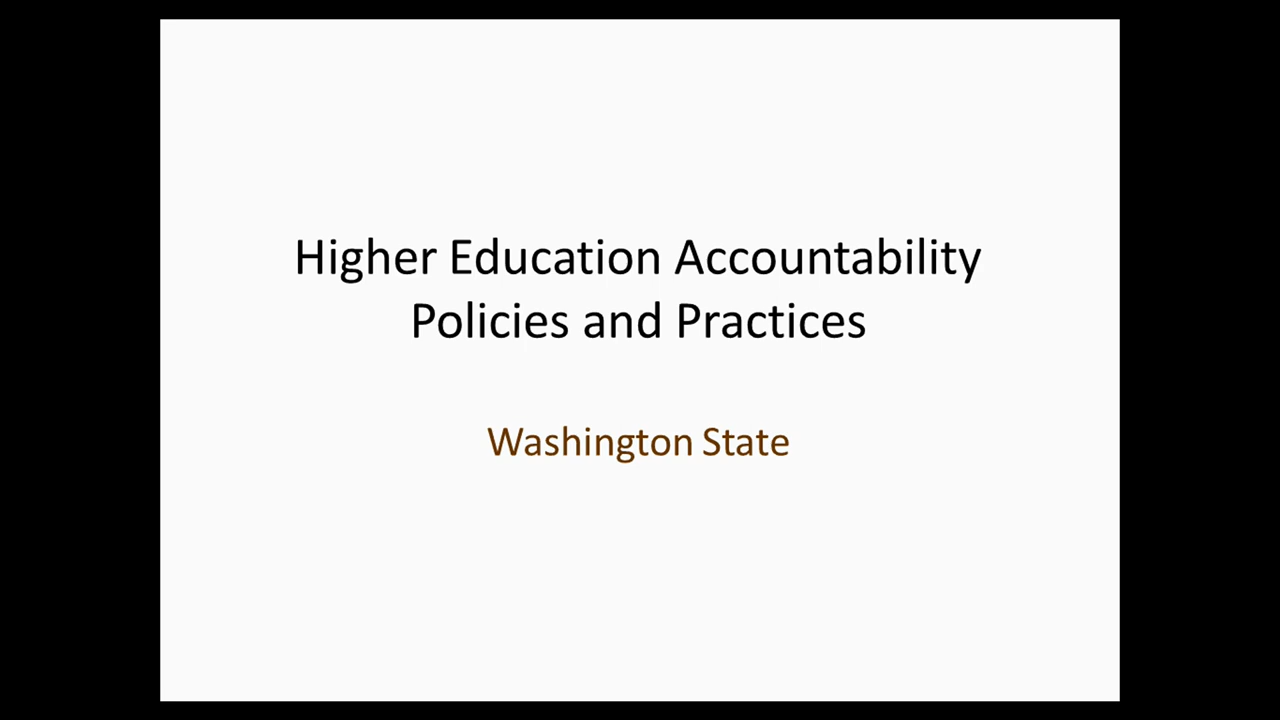 Higher Education Accountability
Policies and Practices
Washington State